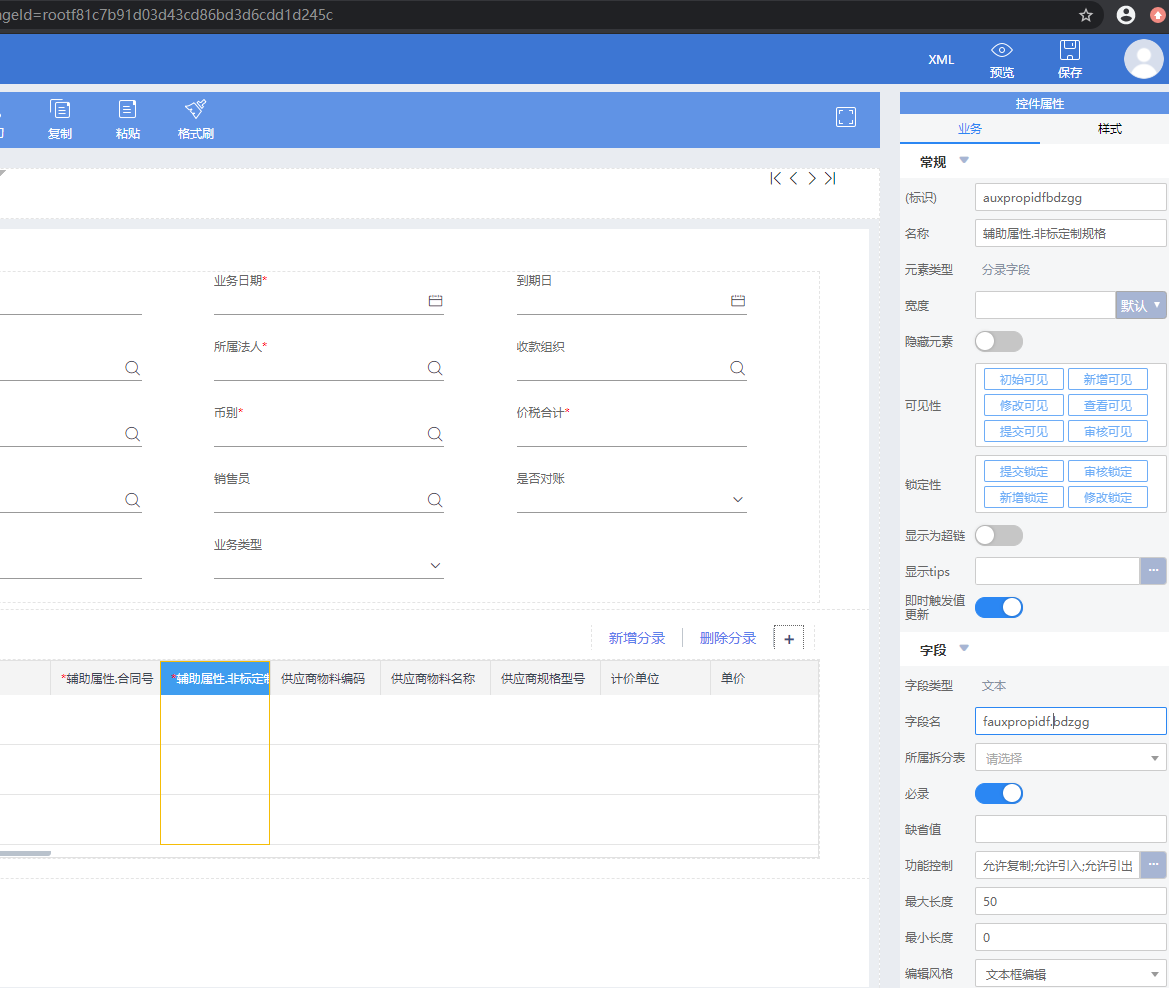 ngeId=rootf81c7b91d03d43cd86bd3d6cdd1d245c
XML
预览
保存
复制
粘贴
格式刷
控件属性
业务
样式
常规
(标识)
auxpropidfbdzgg
名称
辅助属性.非标定制规格
元素类型
分录字段
宽度
默认
隐藏元素
可见性
初始可见
新增可见
修改可见
查看可见
提交可见
审核可见
锁定性
提交锁定
审核锁定
新增锁定
修改锁定
显示为超链
显示tips
...
即时触发值
更新
字段
字段类型
文本
字段名
fauxpropidf.bdzgg
所属拆分表
请选择
必录
缺省值
功能控制
允许复制;允许引入;允许引出
...
最大长度
50
最小长度
0
编辑风格
文本框编辑
业务日期*
到期日
所属法人*
收款组织
币别*
价税合计*
销售员
是否对账
业务类型
新增分录
删除分录
+
*辅助属性.合同号
*辅助属性.非标定制
供应商物料编码
供应商物料名称
供应商规格型号
计价单位
单价